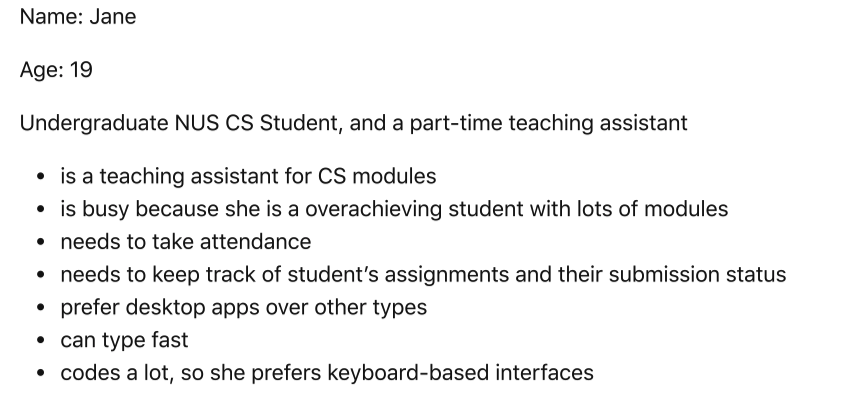 Name: Jane
Age: 19
Undergraduate NUS CS Student, and a part-time teaching assistant
• is a teaching assistant for CS modules
• is busy because she is a overachieving student with lots of modules
• needs to take attendance
• needs to keep track of student’s assignments and their submission status
• prefer desktop apps over other types
• can type fast
• codes a lot, so she prefers keyboard-based interfaces